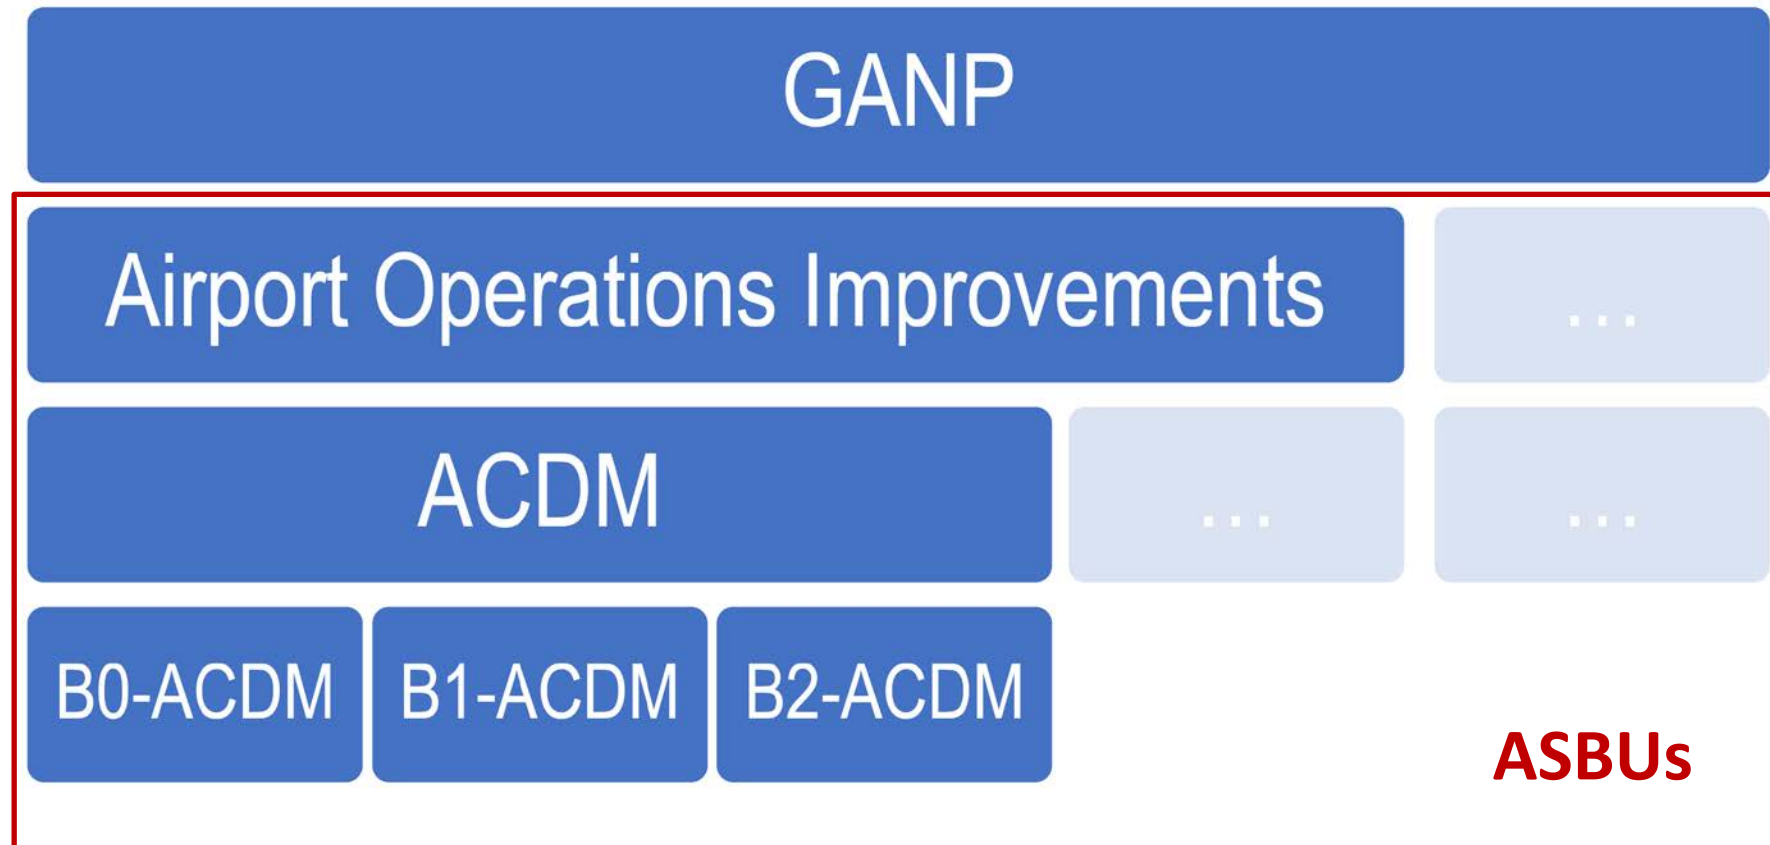 GANP
Airport Operations Improvements
...
ACDM
...
...
B0-ACDM
B1-ACDM
B2-ACDM
ASBUs